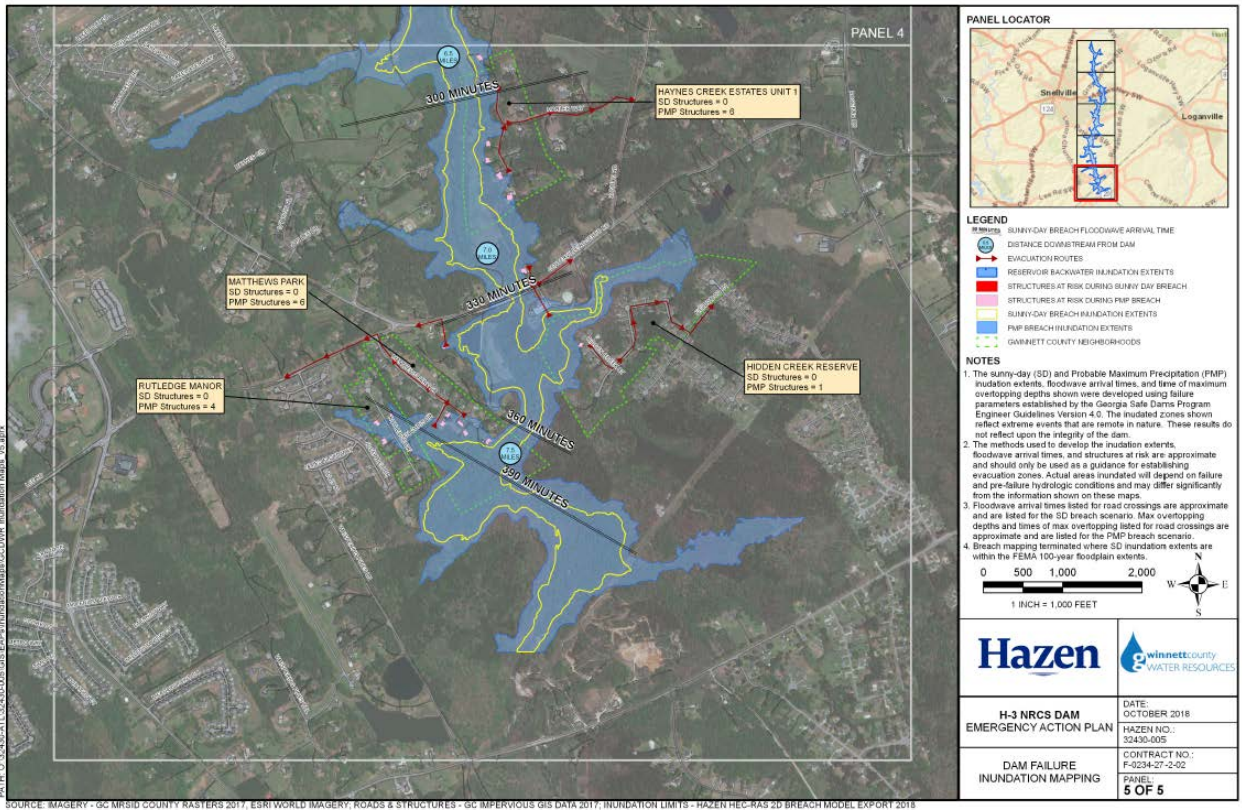 PANEL 4
6.5
MILES
300 MINUTES
HAYNES CREEK ESTATES UNIT 1
SD Structures = 0
PMP Structures = 6
7.0
MILES
330 MINUTES
MATTHEWS PARK
SD Structures = 0
PMP Structures = 6
HIDDEN CREEK RESERVE
SD Structures = 0
PMP Structures = 1
RUTLEDGE MANOR
SD Structures = 0
PMP Structures = 4
360 MINUTES
7.5
MILES
390 MINUTES
PANEL LOCATOR
Snellville
124
Loganville
LEGEND
SUNNY-DAY BREACH FLOODWAVE ARRIVAL TIME
DISTANCE DOWNSTREAM FROM DAM
EVACUATION ROUTES
RESERVOIR BACKWATER INUNDATION EXTENTS
STRUCTURES AT RISK DURING SUNNY DAY BREACH
STRUCTURES AT RISK DURING PMP BREACH
SUNNY-DAY BREACH INUNDATION EXTENTS
PMP BREACH INUNDATION EXTENTS
GWINNETT COUNTY NEIGHBORHOODS
NOTES
1. The sunny-day (SD) and Probable Maximum Precipitation (PMP)
inudation extents, floodwave arrival times, and time of maximum
overtopping depths shown were developed using failure
parameters established by the Georgia Safe Dams Program
Engineer Guidelines Version 4.0. The inudated zones shown
reflect extreme events that are remote in nature. These results do
not reflect upon the integrity of the dam.
2. The methods used to develop the inudation extents,
floodwave arrival times, and structures at risk are approximate
and should only be used as a guidance for establishing
evacuation zones. Actual areas inundated will depend on failure
and pre-failure hydrologic conditions and may differ significantly
from the information shown on these maps.
3. Floodwave arrival times listed for road crossings are approximate
and are listed for the SD breach scenario. Max overtopping
depths and times of max overtopping listed for road crossings are
approximate and are listed for the PMP breach scenario.
4. Breach mapping terminated where SD inundation extents are
within the FEMA 100-year floodplain extents.
N
W E
S
0 500 1,000 2,000
1 INCH = 1,000 FEET
Hazen
gwinnettcounty
WATER RESOURCES
H-3 NRCS DAM
EMERGENCY ACTION PLAN
DATE:
OCTOBER 2018
HAZEN NO.:
32430-005
DAM FAILURE
INUNDATION MAPPING
CONTRACT NO.:
F-0234-27-2-02
PANEL:
5 OF 5
SOURCE: IMAGERY - GC MRSID COUNTY RASTERS 2017, ESRI WORLD IMAGERY; ROADS & STRUCTURES - GC IMPERVIOUS GIS DATA 2017; INUNDATION LIMITS - HAZEN HEC-RAS 2D BREACH MODEL EXPORT 2018